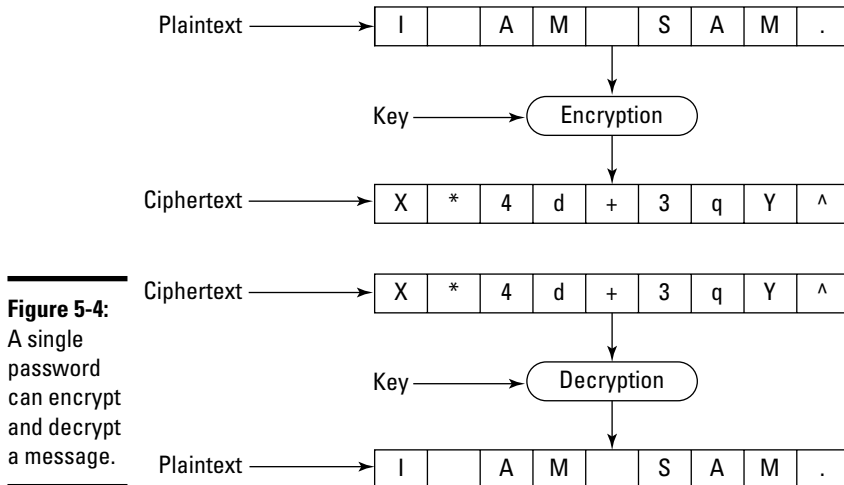 Plaintext I A M S A M .
Key Encryption
Ciphertext X * 4 d + 3 q Y ^
Ciphertext X * 4 d + 3 q Y ^
Key Decryption
Plaintext I A M S A M .
Figure 5-4:
A single
password
can encrypt
and decrypt
a message.